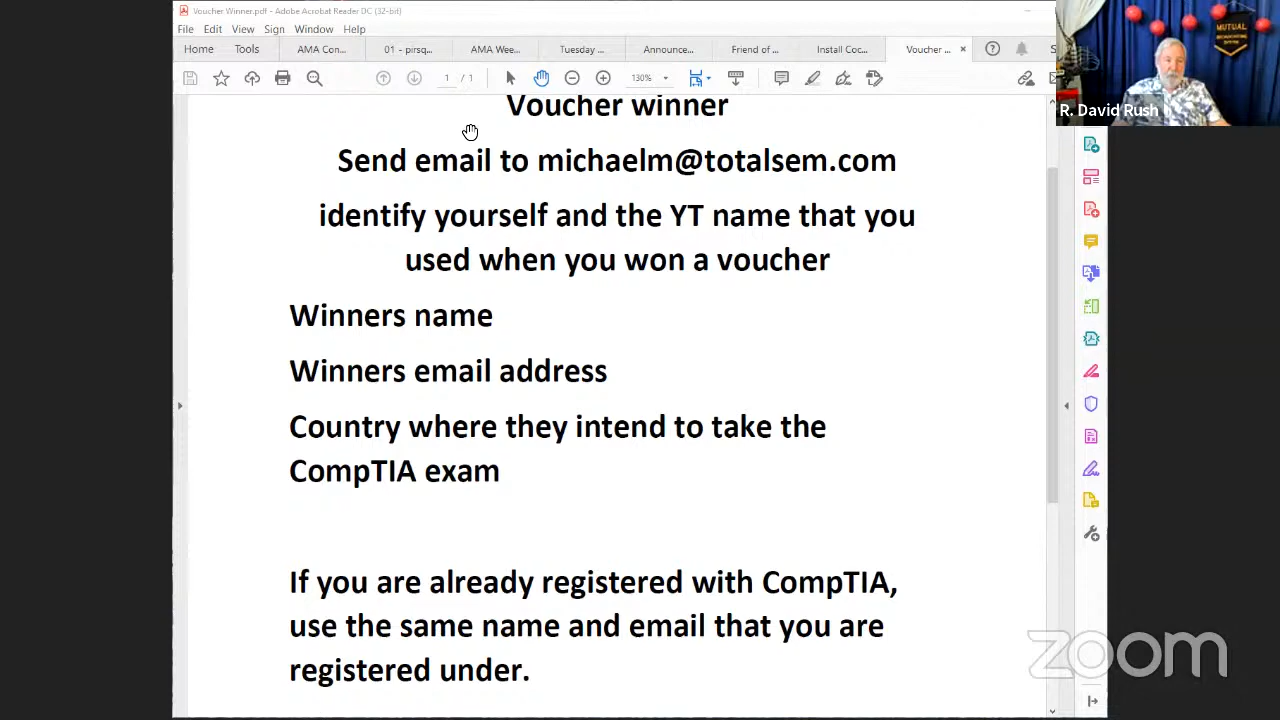 Voucher Winner.pdf - Adobe Acrobat Reader DC (32-bit)
File Edit View Sign Window Help
Home Tools AMA Con... 01 - pirsq... AMA Wee... Tuesday ... Announce... Friend of ... Install Coc... Voucher ... × S
1 / 1 130%
Voucher winner
Send email to michaelm@totalsem.com
identify yourself and the YT name that you
used when you won a voucher
Winners name
Winners email address
Country where they intend to take the
CompTIA exam
If you are already registered with CompTIA,
use the same name and email that you are
registered under.
MUTUAL
BROADCASTING
SYSTEM
R. David Rush
zoom